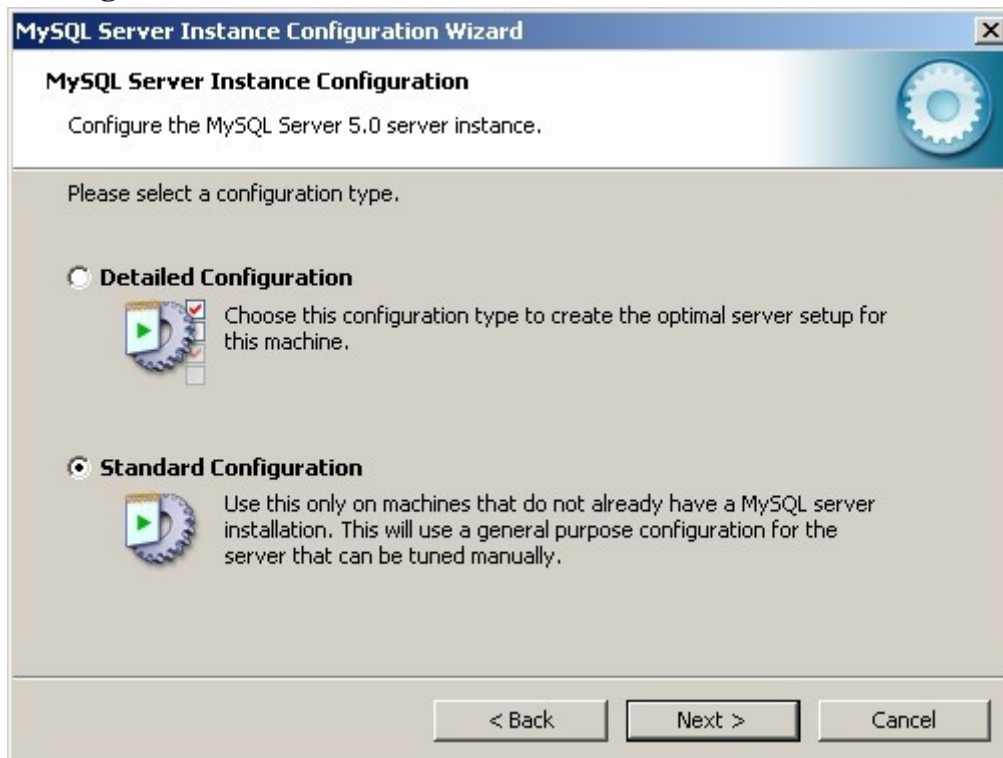 MySQL Server Instance Configuration Wizard
MySQL Server Instance Configuration
Configure the MySQL Server 5.0 server instance.
Please select a configuration type.
Detailed Configuration
Choose this configuration type to create the optimal server setup for
this machine.
Standard Configuration
Use this only on machines that do not already have a MySQL server
installation. This will use a general purpose configuration for the
server that can be tuned manually.
< Back
Next >
Cancel